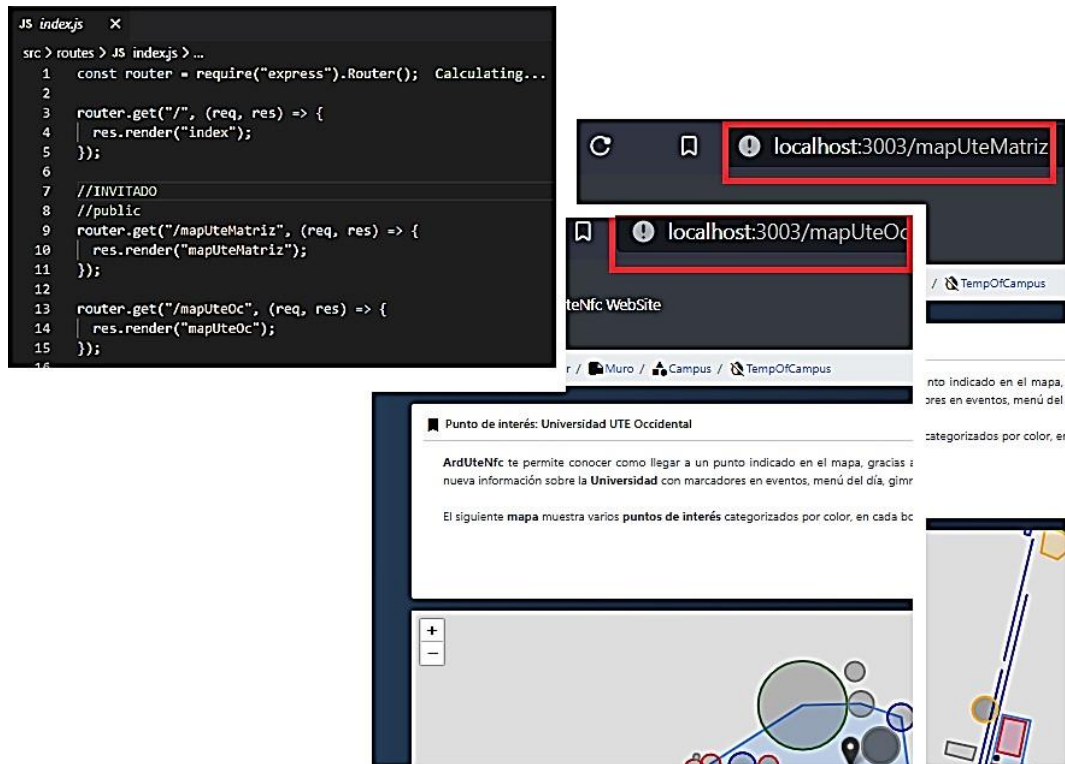 JS index.js X
src > routes > JS index.js > ...
1 const router = require("express").Router(); Calculating...
2
3 router.get("/", (req, res) => {
4 res.render("index");
5 });
6
7 //INVITADO
8 //public
9 router.get("/mapUteMatriz", (req, res) => {
10 res.render("mapUteMatriz");
11 });
12
13 router.get("/mapUteOc", (req, res) => {
14 res.render("mapUteOc");
15 });
16
localhost:3003/mapUteMatriz
/ TempOfCampus
nto indicado en el mapa,
ores en eventos, menú del
categorizados por color, e
localhost:3003/mapUteOc
teNfc WebSite
r / Muro / Campus / TempOfCampus
Punto de interés: Universidad UTE Occidental
ArdUteNfc te permite conocer como llegar a un punto indicado en el mapa, gracias a
nueva información sobre la Universidad con marcadores en eventos, menú del día, gim
El siguiente mapa muestra varios puntos de interés categorizados por color, en cada bo
+
−